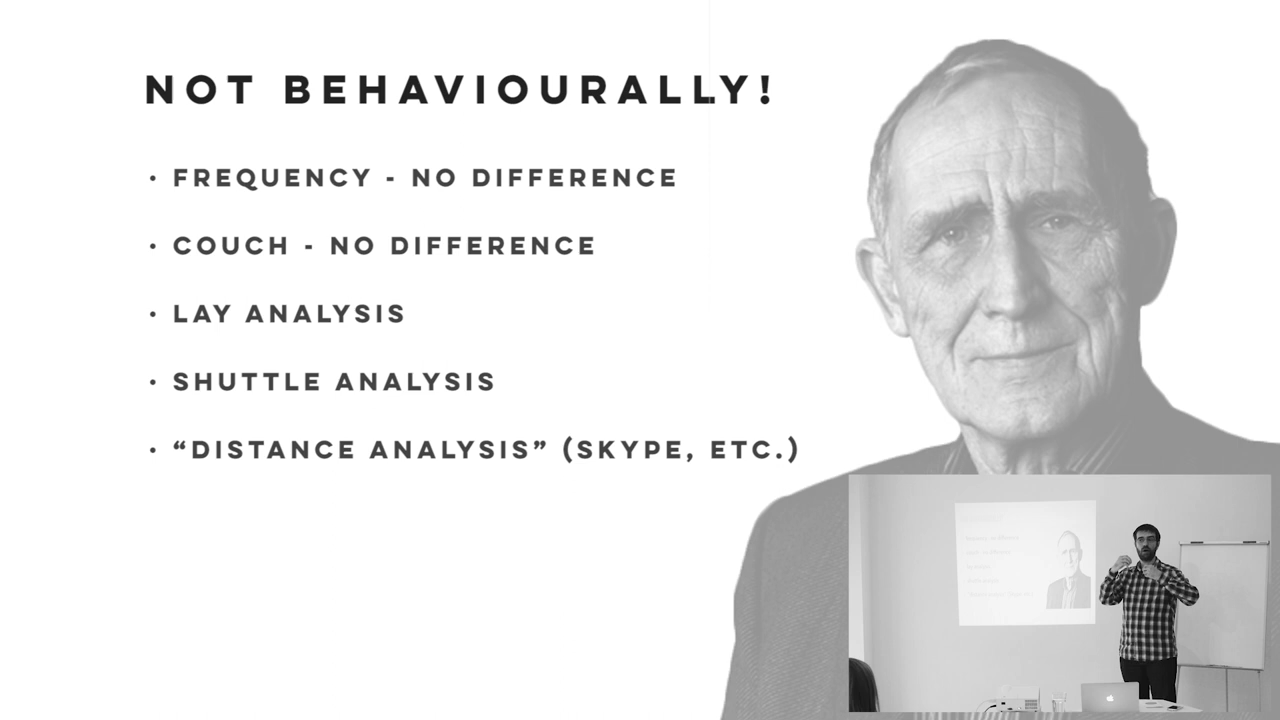 NOT BEHAVIOURALLY!
• FREQUENCY - NO DIFFERENCE
• COUCH - NO DIFFERENCE
• LAY ANALYSIS
• SHUTTLE ANALYSIS
• “DISTANCE ANALYSIS” (SKYPE, ETC.)